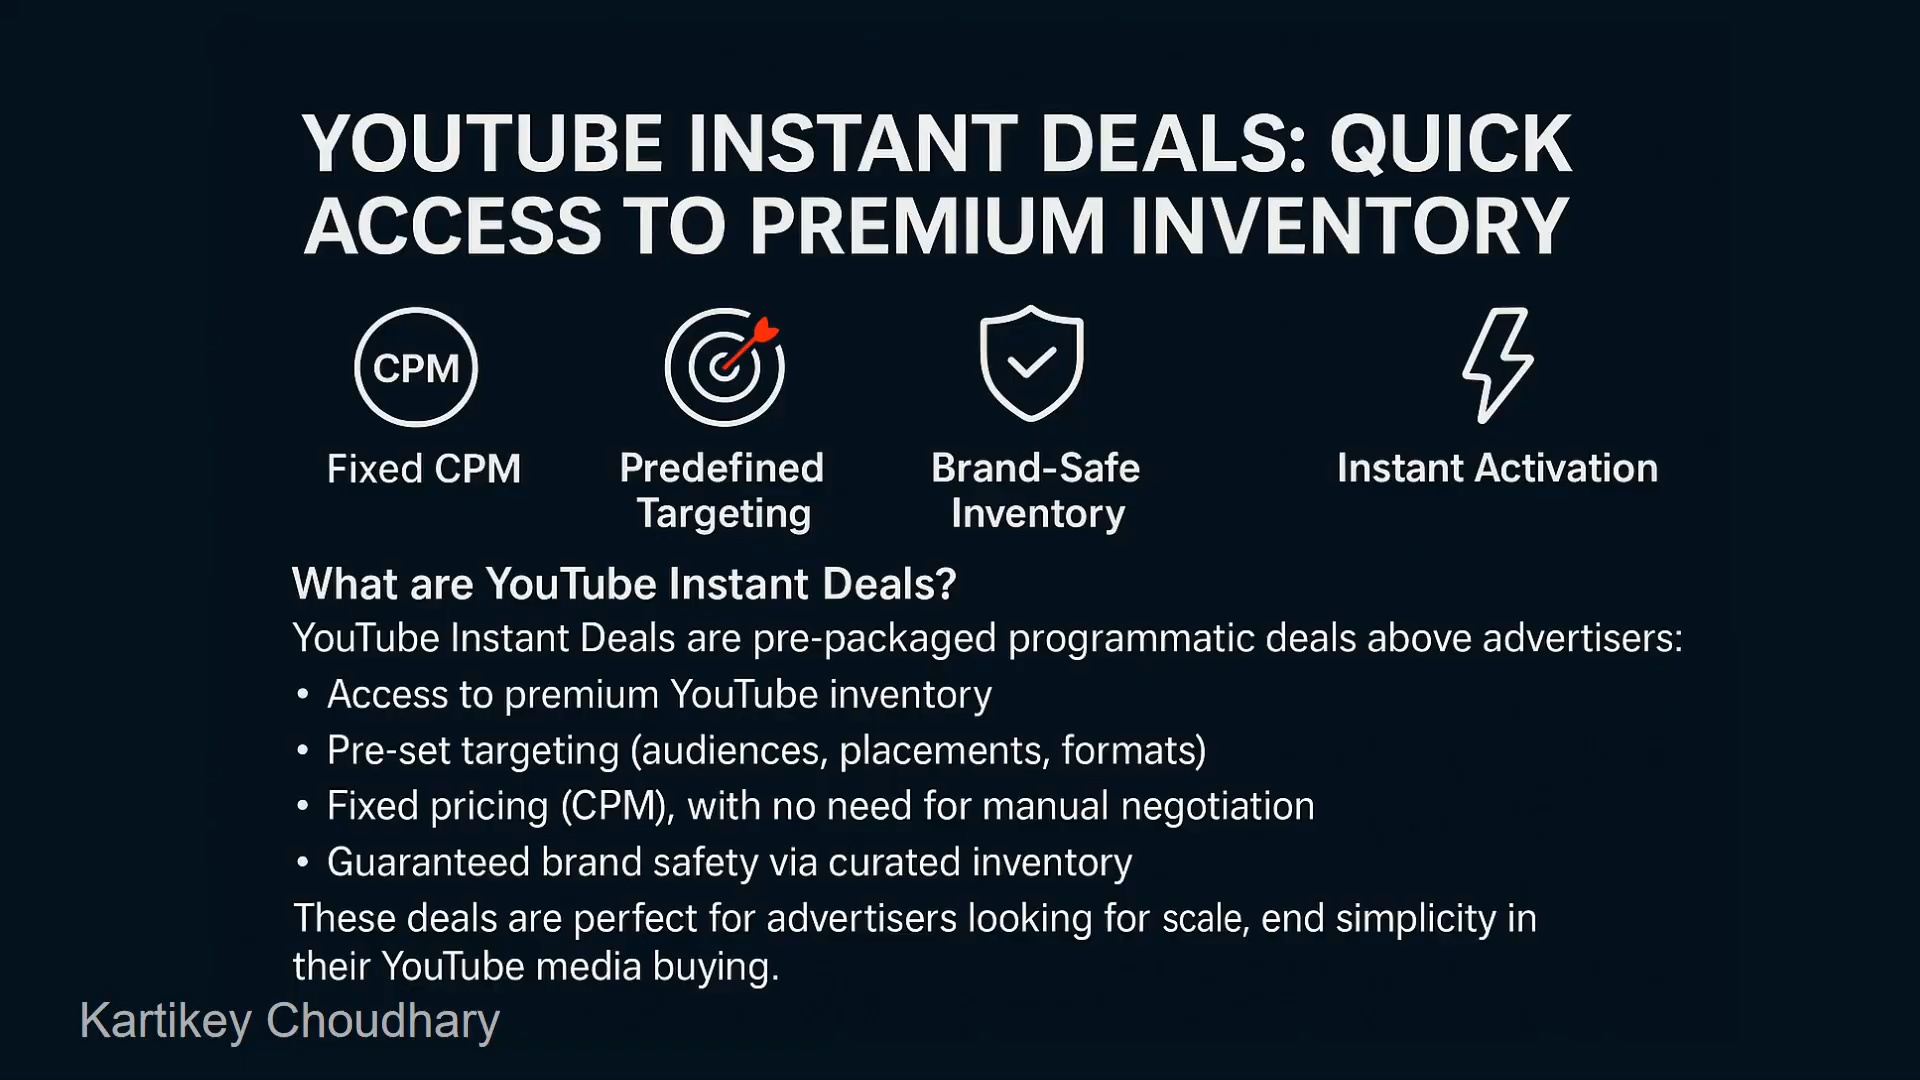 YOUTUBE INSTANT DEALS: QUICK
ACCESS TO PREMIUM INVENTORY
CPM
Fixed CPM
Predefined
Targeting
Brand-Safe
Inventory
Instant Activation
What are YouTube Instant Deals?
YouTube Instant Deals are pre-packaged programmatic deals above advertisers:
• Access to premium YouTube inventory
• Pre-set targeting (audiences, placements, formats)
• Fixed pricing (CPM), with no need for manual negotiation
• Guaranteed brand safety via curated inventory
These deals are perfect for advertisers looking for scale, end simplicity in
their YouTube media buying.
Kartikey Choudhary